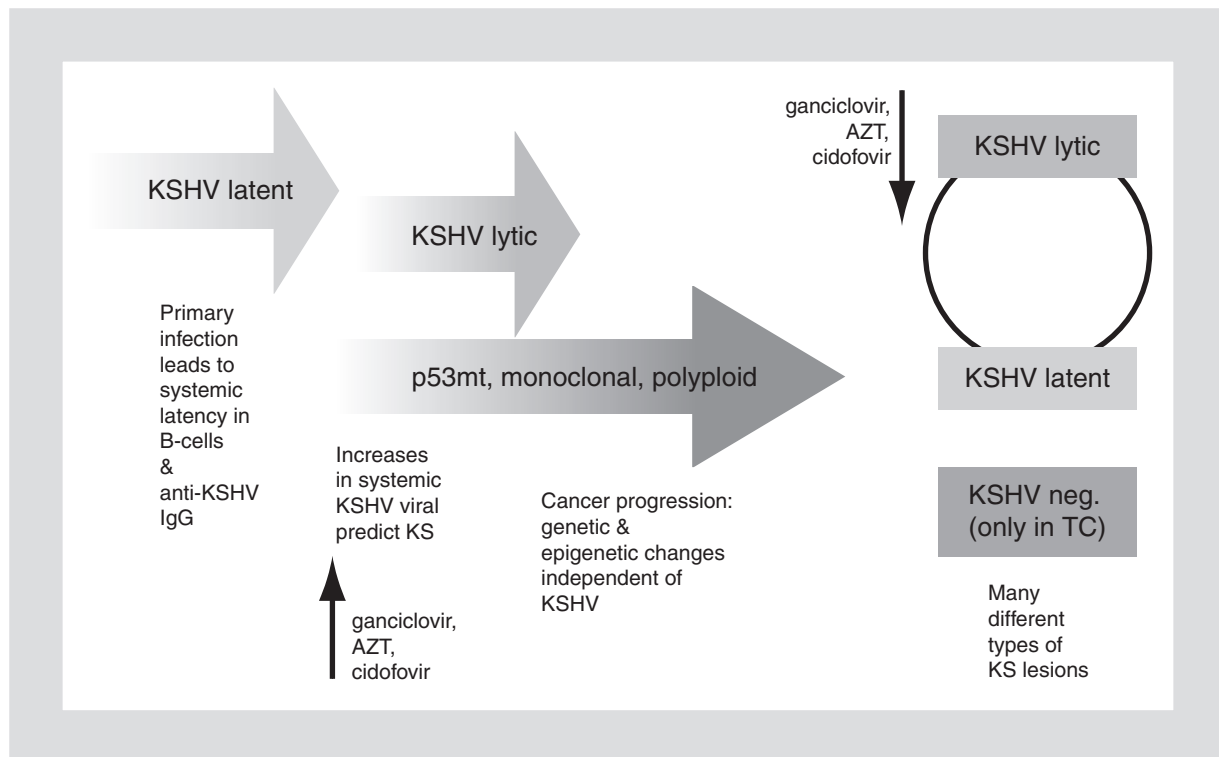 KSHV latent
Primary
infection
leads to
systemic
latency in
B-cells
&
anti-KSHV
IgG
KSHV lytic
p53mt, monoclonal, polyploid
Increases
in systemic
KSHV viral
predict KS
ganciclovir,
AZT,
cidofovir
Cancer progression:
genetic &
epigenetic changes
independent of
KSHV
ganciclovir,
AZT,
cidofovir
KSHV lytic
KSHV latent
KSHV neg.
(only in TC)
Many
different
types of
KS lesions